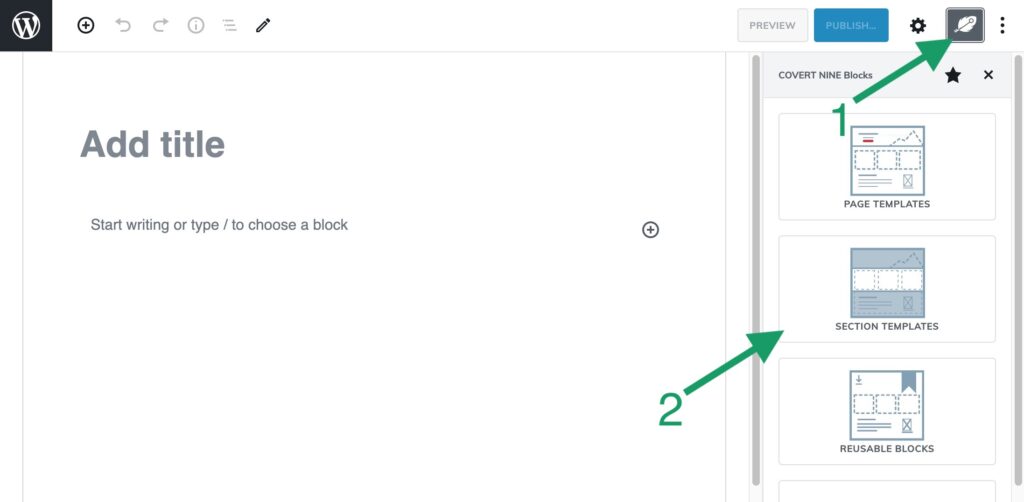 PREVIEW
PUBLISH...
COVERT NINE Blocks
1
Add title
PAGE TEMPLATES
Start writing or type / to choose a block
SECTION TEMPLATES
2
REUSABLE BLOCKS